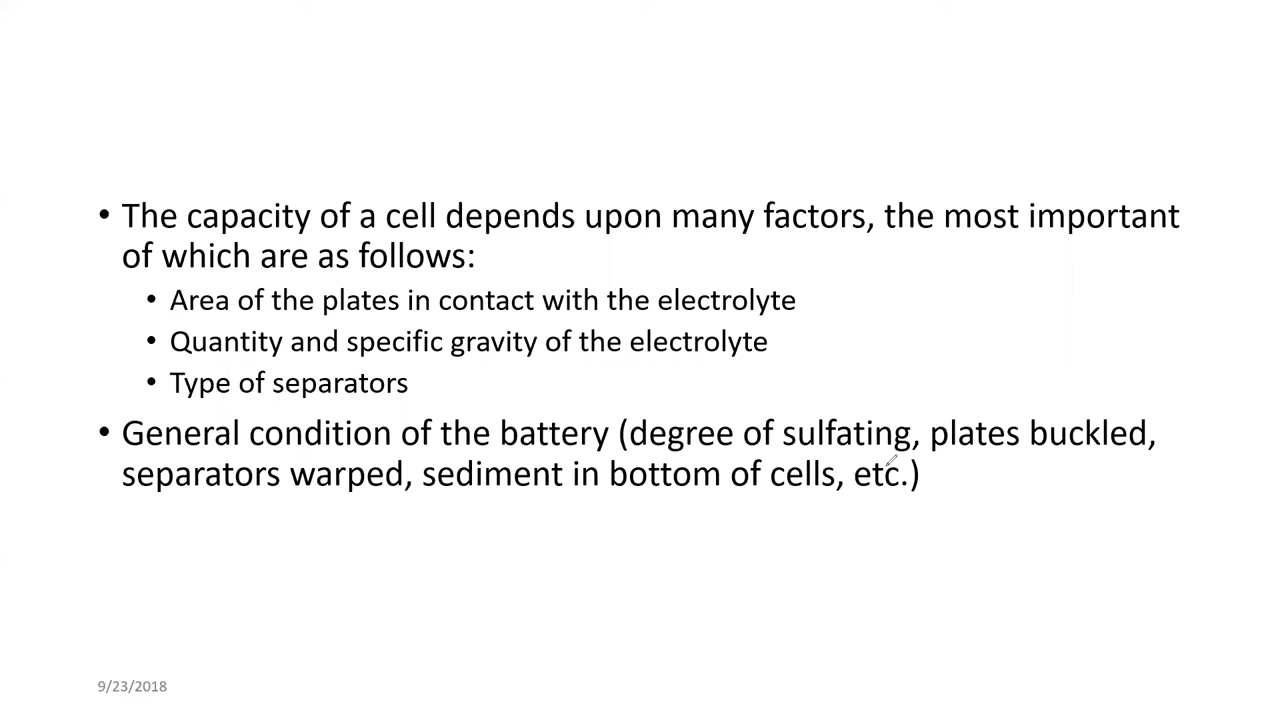 • The capacity of a cell depends upon many factors, the most important
of which are as follows:
• Area of the plates in contact with the electrolyte
• Quantity and specific gravity of the electrolyte
• Type of separators
• General condition of the battery (degree of sulfating, plates buckled,
separators warped, sediment in bottom of cells, etc.)
9/23/2018